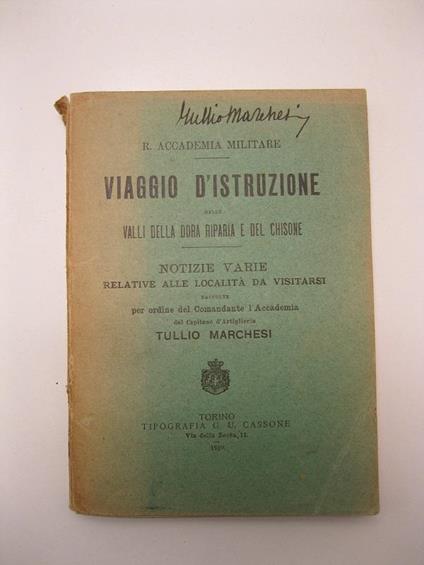 Tullio Marchesi
R. ACCADEMIA MILITARE
VIAGGIO D'ISTRUZIONE
NELLE
VALLI DELLA DORA RIPARIA E DEL CHISONE
NOTIZIE VARIE
RELATIVE ALLE LOCALITÀ DA VISITARSI
RACCOLTE
per ordine del Comandante l'Accademia
dal Capitano d'Artiglieria
TULLIO MARCHESI
TORINO
TIPOGRAFIA G. U. CASSONE
Via della Zecca, 11.